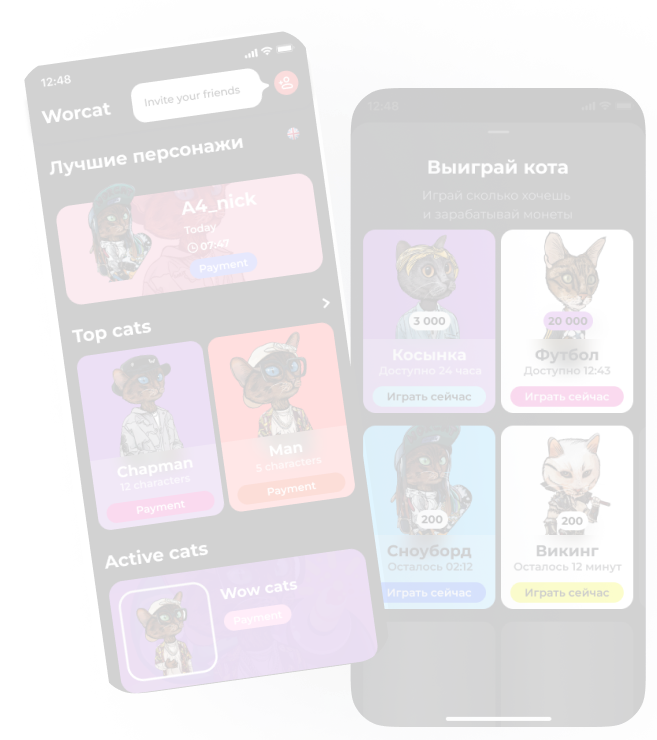 12:48
Worcat
Invite your friends
Лучшие персонажи
A4_nick
Today
07:47
Payment
Top cats
Chapman
12 characters
Payment
Man
5 characters
Payment
Active cats
Wow cats
Payment
12:48
Выиграй кота
Играй сколько хочешь
и зарабатывай монеты
3 000
Косынка
Доступно 24 часа
Играть сейчас
20 000
Футбол
Доступно 12:43
Играть сейчас
200
Сноуборд
Осталось 02:12
Играть сейчас
200
Викинг
Осталось 12 минут
Играть сейчас